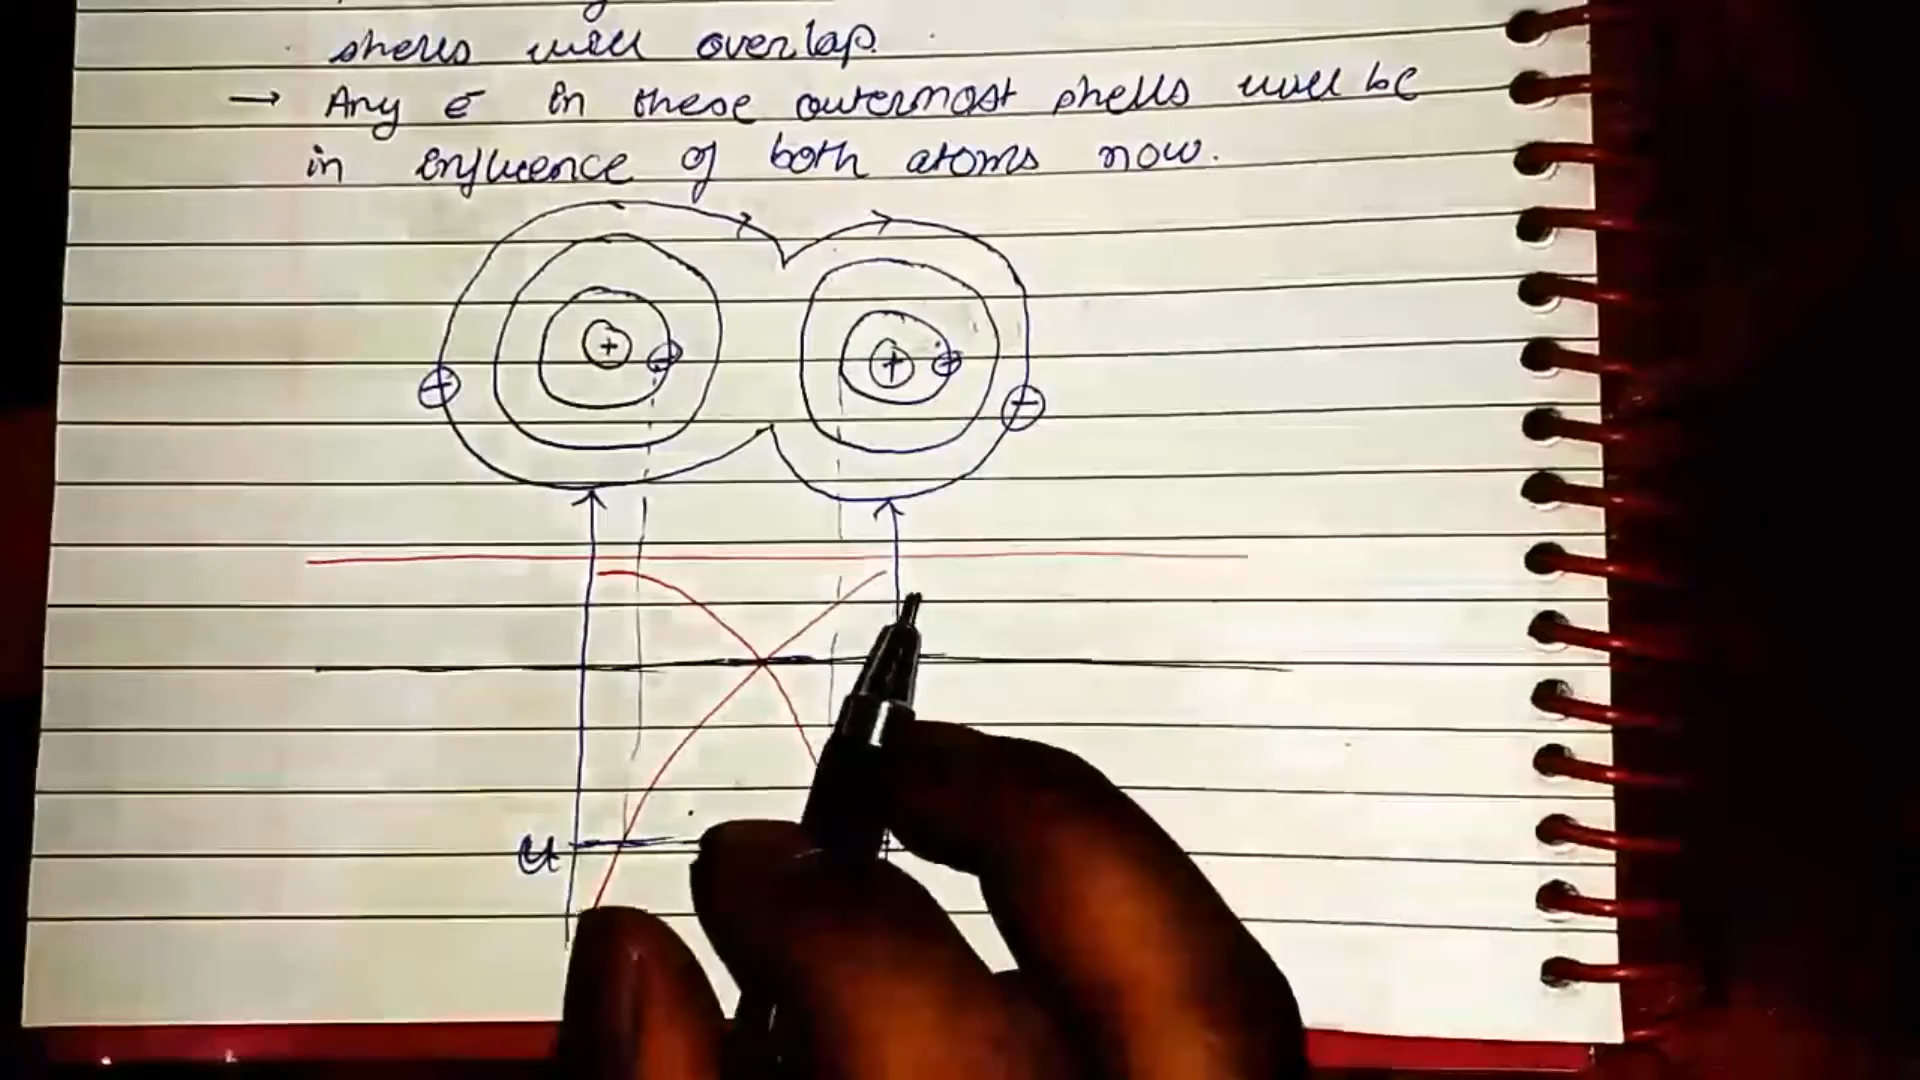 shells will overlap.
→ Any e⁻ in these outermost shells will be
in influence of both atoms now.
+ - + -
- -
u